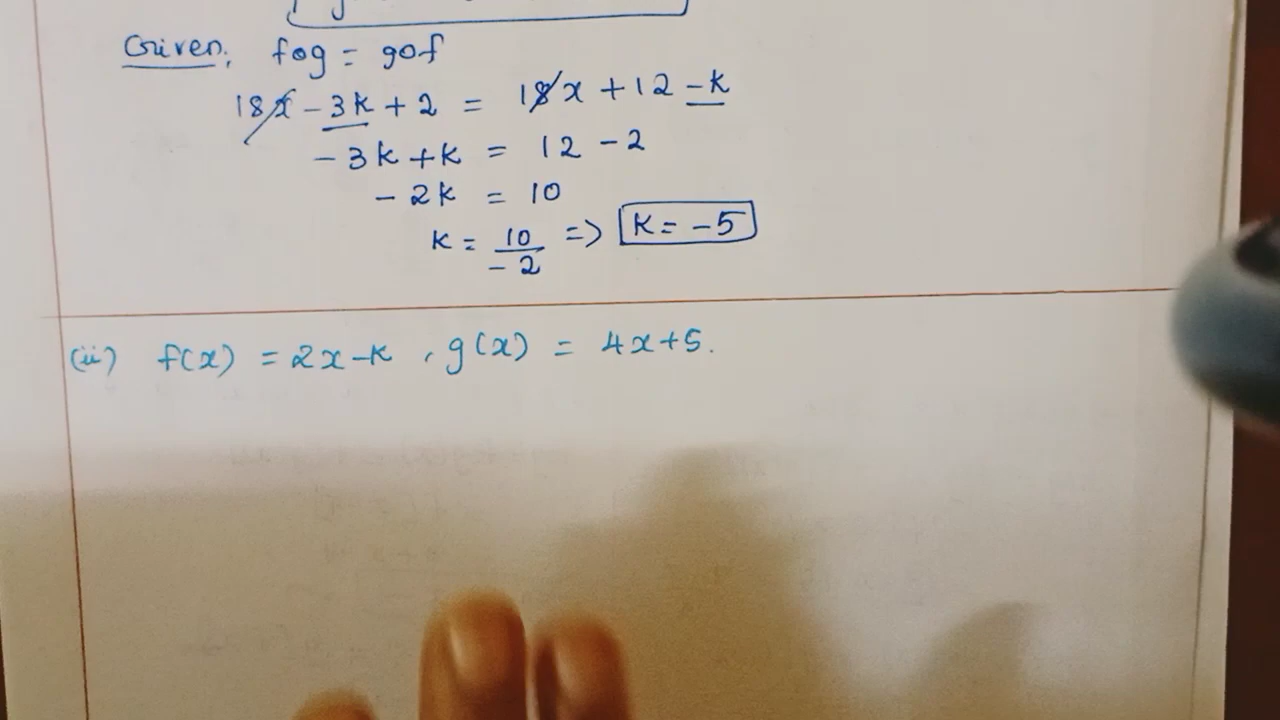 Given, fog = gof
18x - 3k + 2 = 18x + 12 - k
- 3k + k = 12 - 2
- 2k = 10
k = 10/-2 => k = -5
(ii) f(x) = 2x - k , g(x) = 4x + 5.